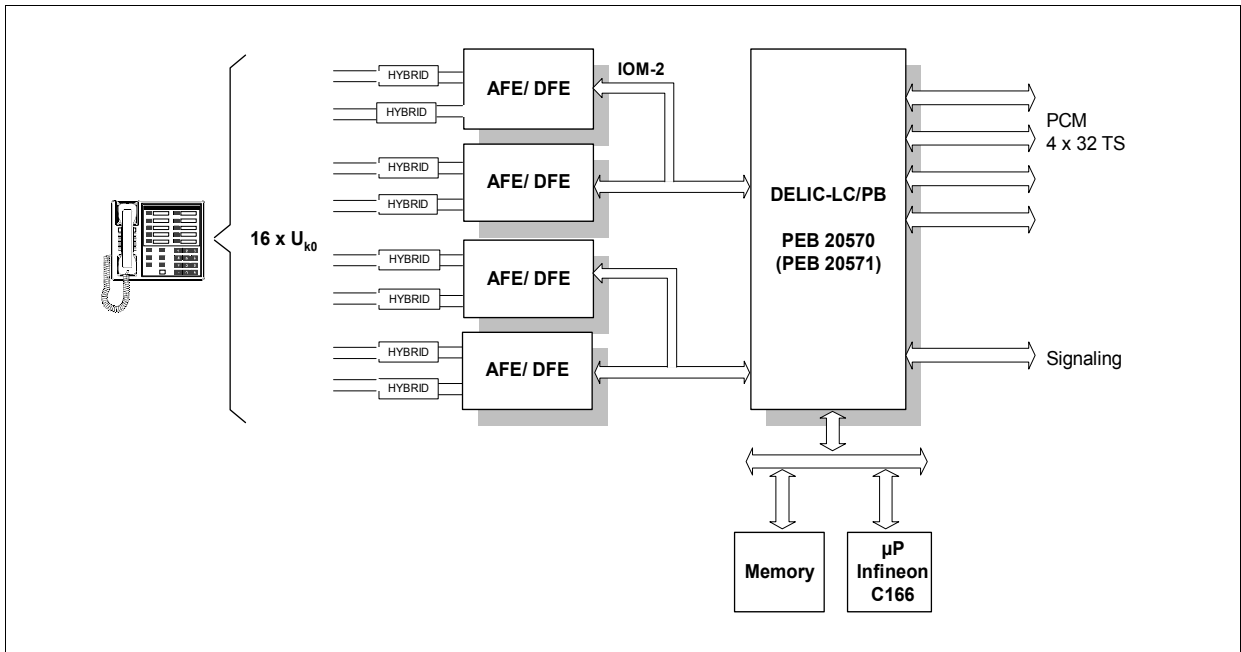 16 x Uk0
HYBRID
HYBRID
HYBRID
HYBRID
HYBRID
HYBRID
HYBRID
HYBRID
AFE/ DFE
AFE/ DFE
AFE/ DFE
AFE/ DFE
IOM-2
DELIC-LC/PB
PEB 20570
(PEB 20571)
PCM
4 x 32 TS
Signaling
Memory
µP
Infineon
C166